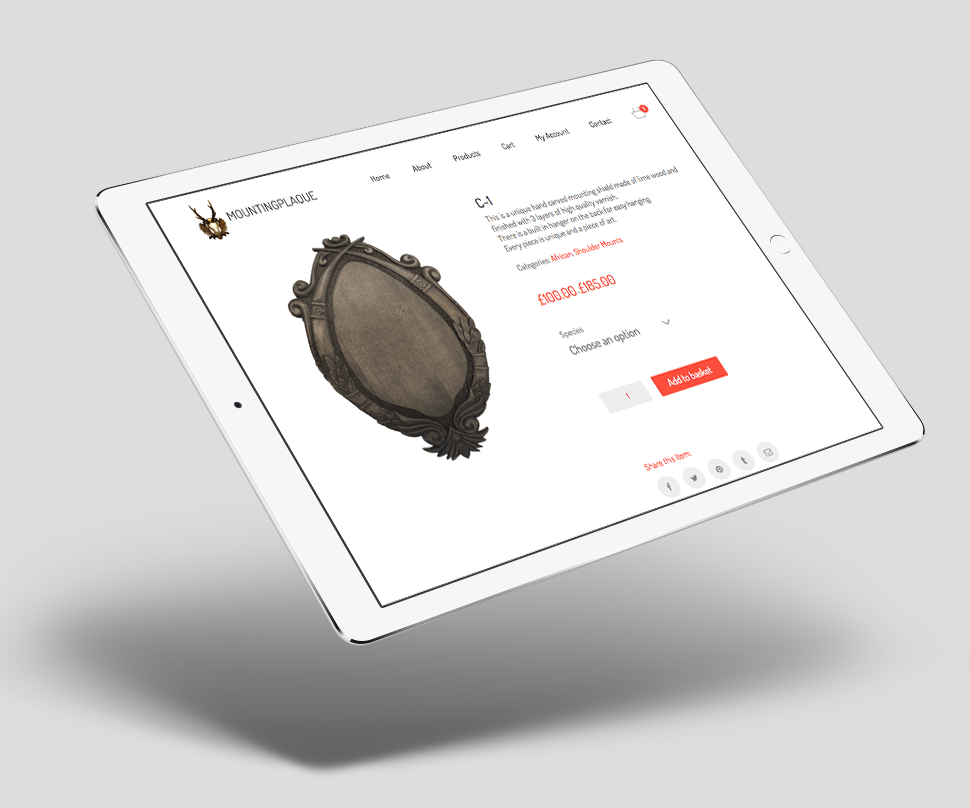 MOUNTINGPLAQUE
Home About Products Cart My Account Contact
1
C-1
This is a unique hand carved mounting shield made of lime wood and
finished with 3 layers of high quality varnish.
There is a built in hanger on the back for easy hanging.
Every piece is unique and a piece of art.
Categories: African, Shoulder Mounts
£100.00-£185.00
Species
Choose an option
1
Add to basket
Share this item: